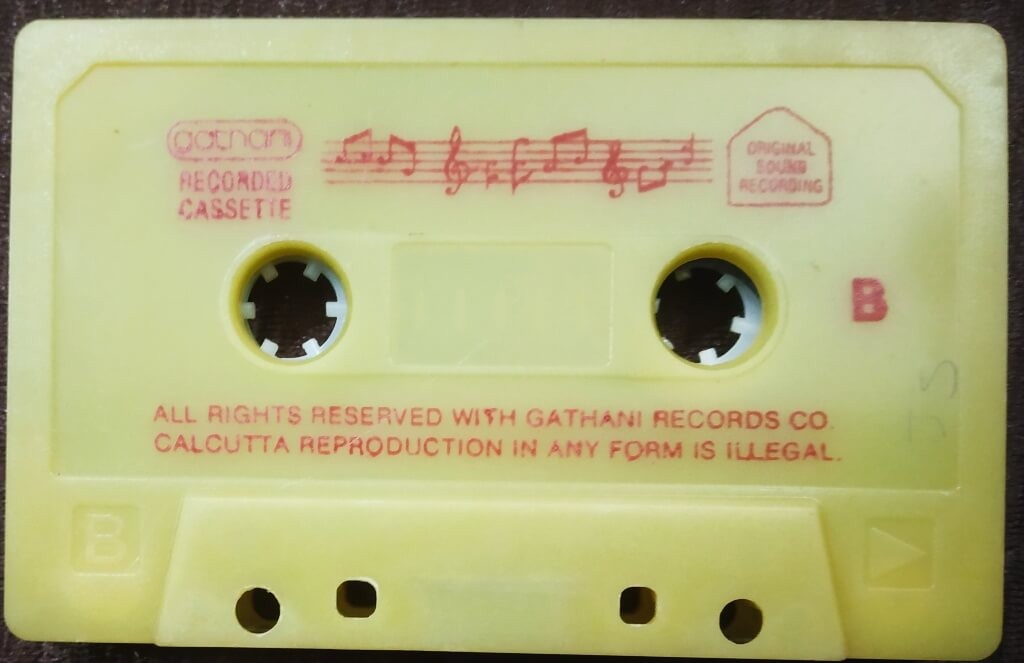 gathani
RECORDED
CASSETTE
ORIGINAL
SOUND
RECORDING
B
ALL RIGHTS RESERVED WITH GATHANI RECORDS CO.
CALCUTTA REPRODUCTION IN ANY FORM IS ILLEGAL.
B